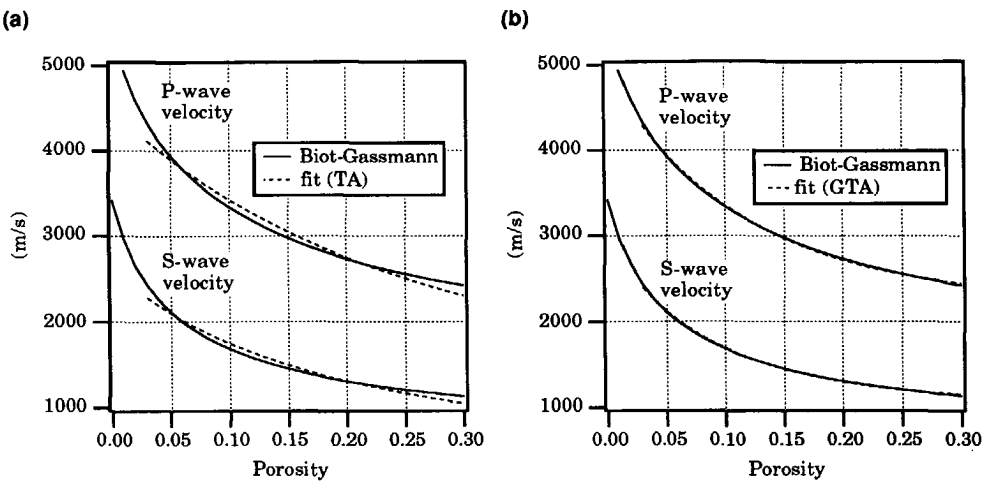 (a)
5000
4000
3000
2000
1000
(m/s)
P-wave
velocity
Biot-Gassmann
fit (TA)
S-wave
velocity
0.00 0.05 0.10 0.15 0.20 0.25 0.30
Porosity
(b)
5000
4000
3000
2000
1000
(m/s)
P-wave
velocity
Biot-Gassmann
fit (GTA)
S-wave
velocity
0.00 0.05 0.10 0.15 0.20 0.25 0.30
Porosity